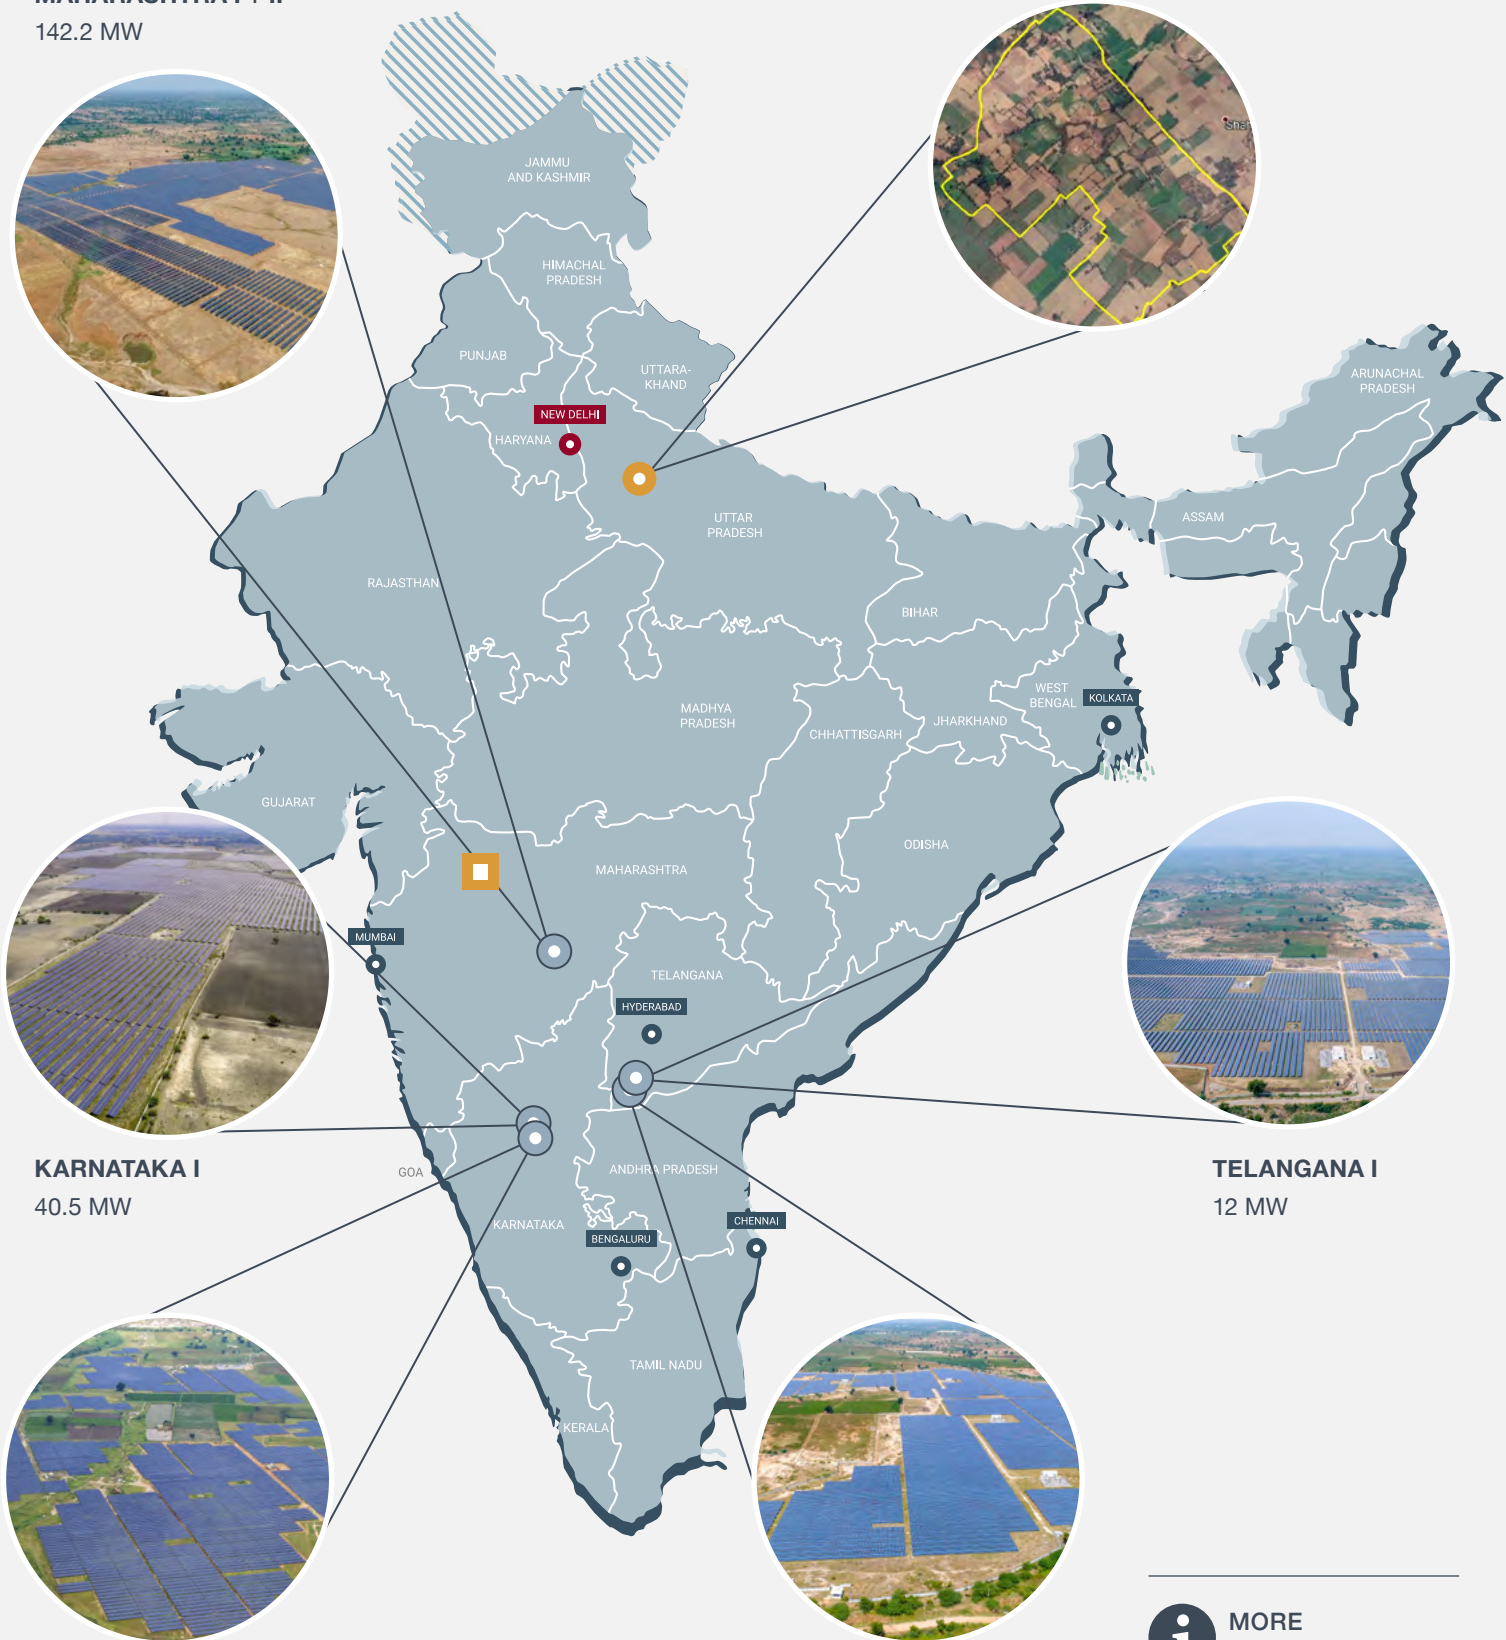 142.2 MW
JAMMU
AND KASHMIR
HIMACHAL
PRADESH
PUNJAB
UTTARA-
KHAND
NEW DELHI
HARYANA
ARUNACHAL
PRADESH
ASSAM
UTTAR
PRADESH
RAJASTHAN
BIHAR
WEST
BENGAL
KOLKATA
MADHYA
PRADESH
JHARKHAND
CHHATTISGARH
GUJARAT
ODISHA
MAHARASHTRA
MUMBAI
TELANGANA
HYDERABAD
KARNATAKA I
40.5 MW
GOA
ANDHRA PRADESH
TELANGANA I
12 MW
KARNATAKA
CHENNAI
BENGALURU
TAMIL NADU
KERALA
MORE